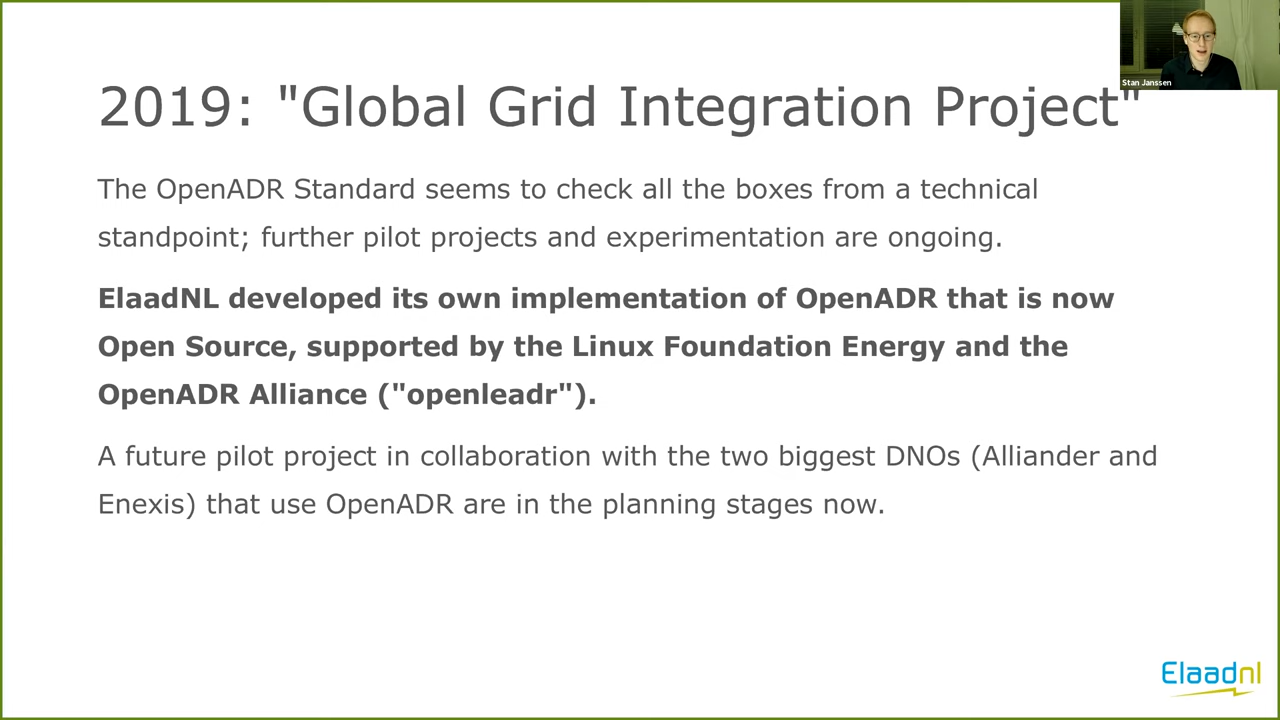 Stan Janssen
2019: "Global Grid Integration Project"
The OpenADR Standard seems to check all the boxes from a technical
standpoint; further pilot projects and experimentation are ongoing.
ElaadNL developed its own implementation of OpenADR that is now
Open Source, supported by the Linux Foundation Energy and the
OpenADR Alliance ("openleadr").
A future pilot project in collaboration with the two biggest DNOs (Alliander and
Enexis) that use OpenADR are in the planning stages now.
Elaadnl